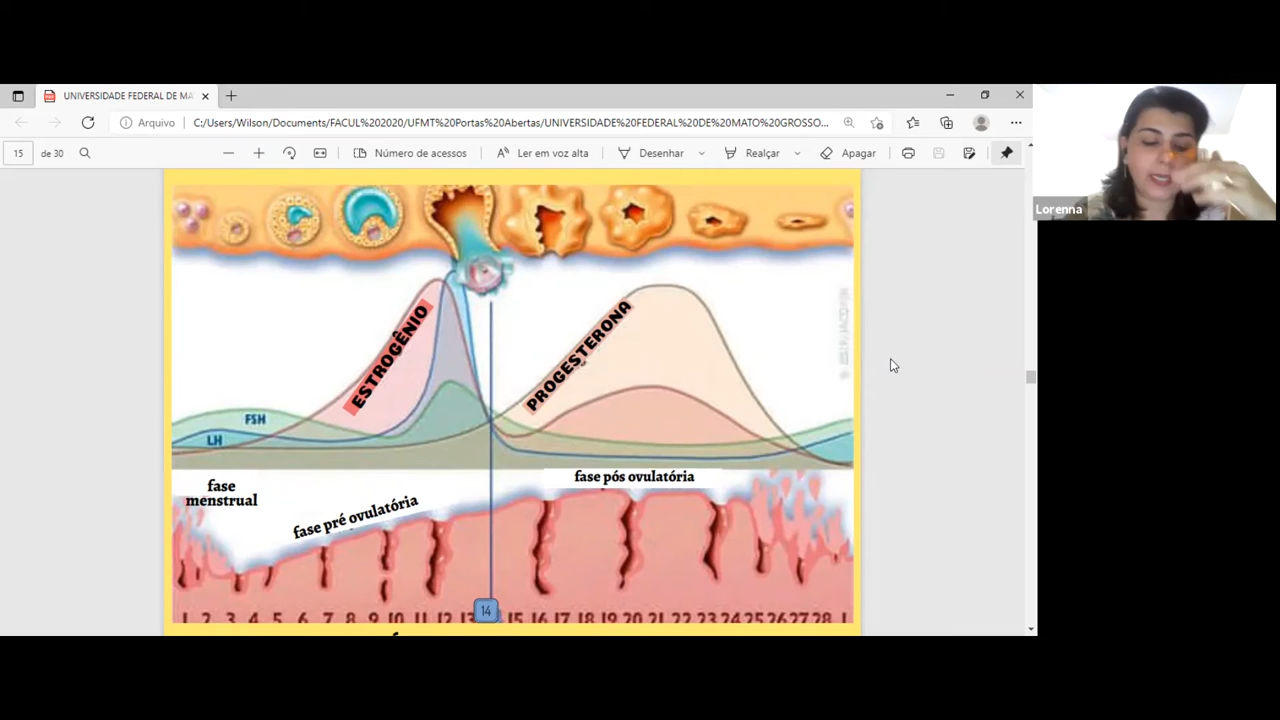 UNIVERSIDADE FEDERAL DE MA
Arquivo
C:/Users/Wilson/Documents/FACUL%202020/UFMT%20Portas%20Abertas/UNIVERSIDADE%20FEDERAL%20DE%20MATO%20GROSSO...
15 de 30
Número de acessos
Ler em voz alta
Desenhar
Realçar
Apagar
Lorenna
ESTROGÊNIO
PROGESTERONA
FSH
LH
fase
menstrual
fase pré ovulatória
fase pós ovulatória
1 2 3 4 5 6 7 8 9 10 11 12 13 14 15 16 17 18 19 20 21 22 23 24 25 26 27 28 1